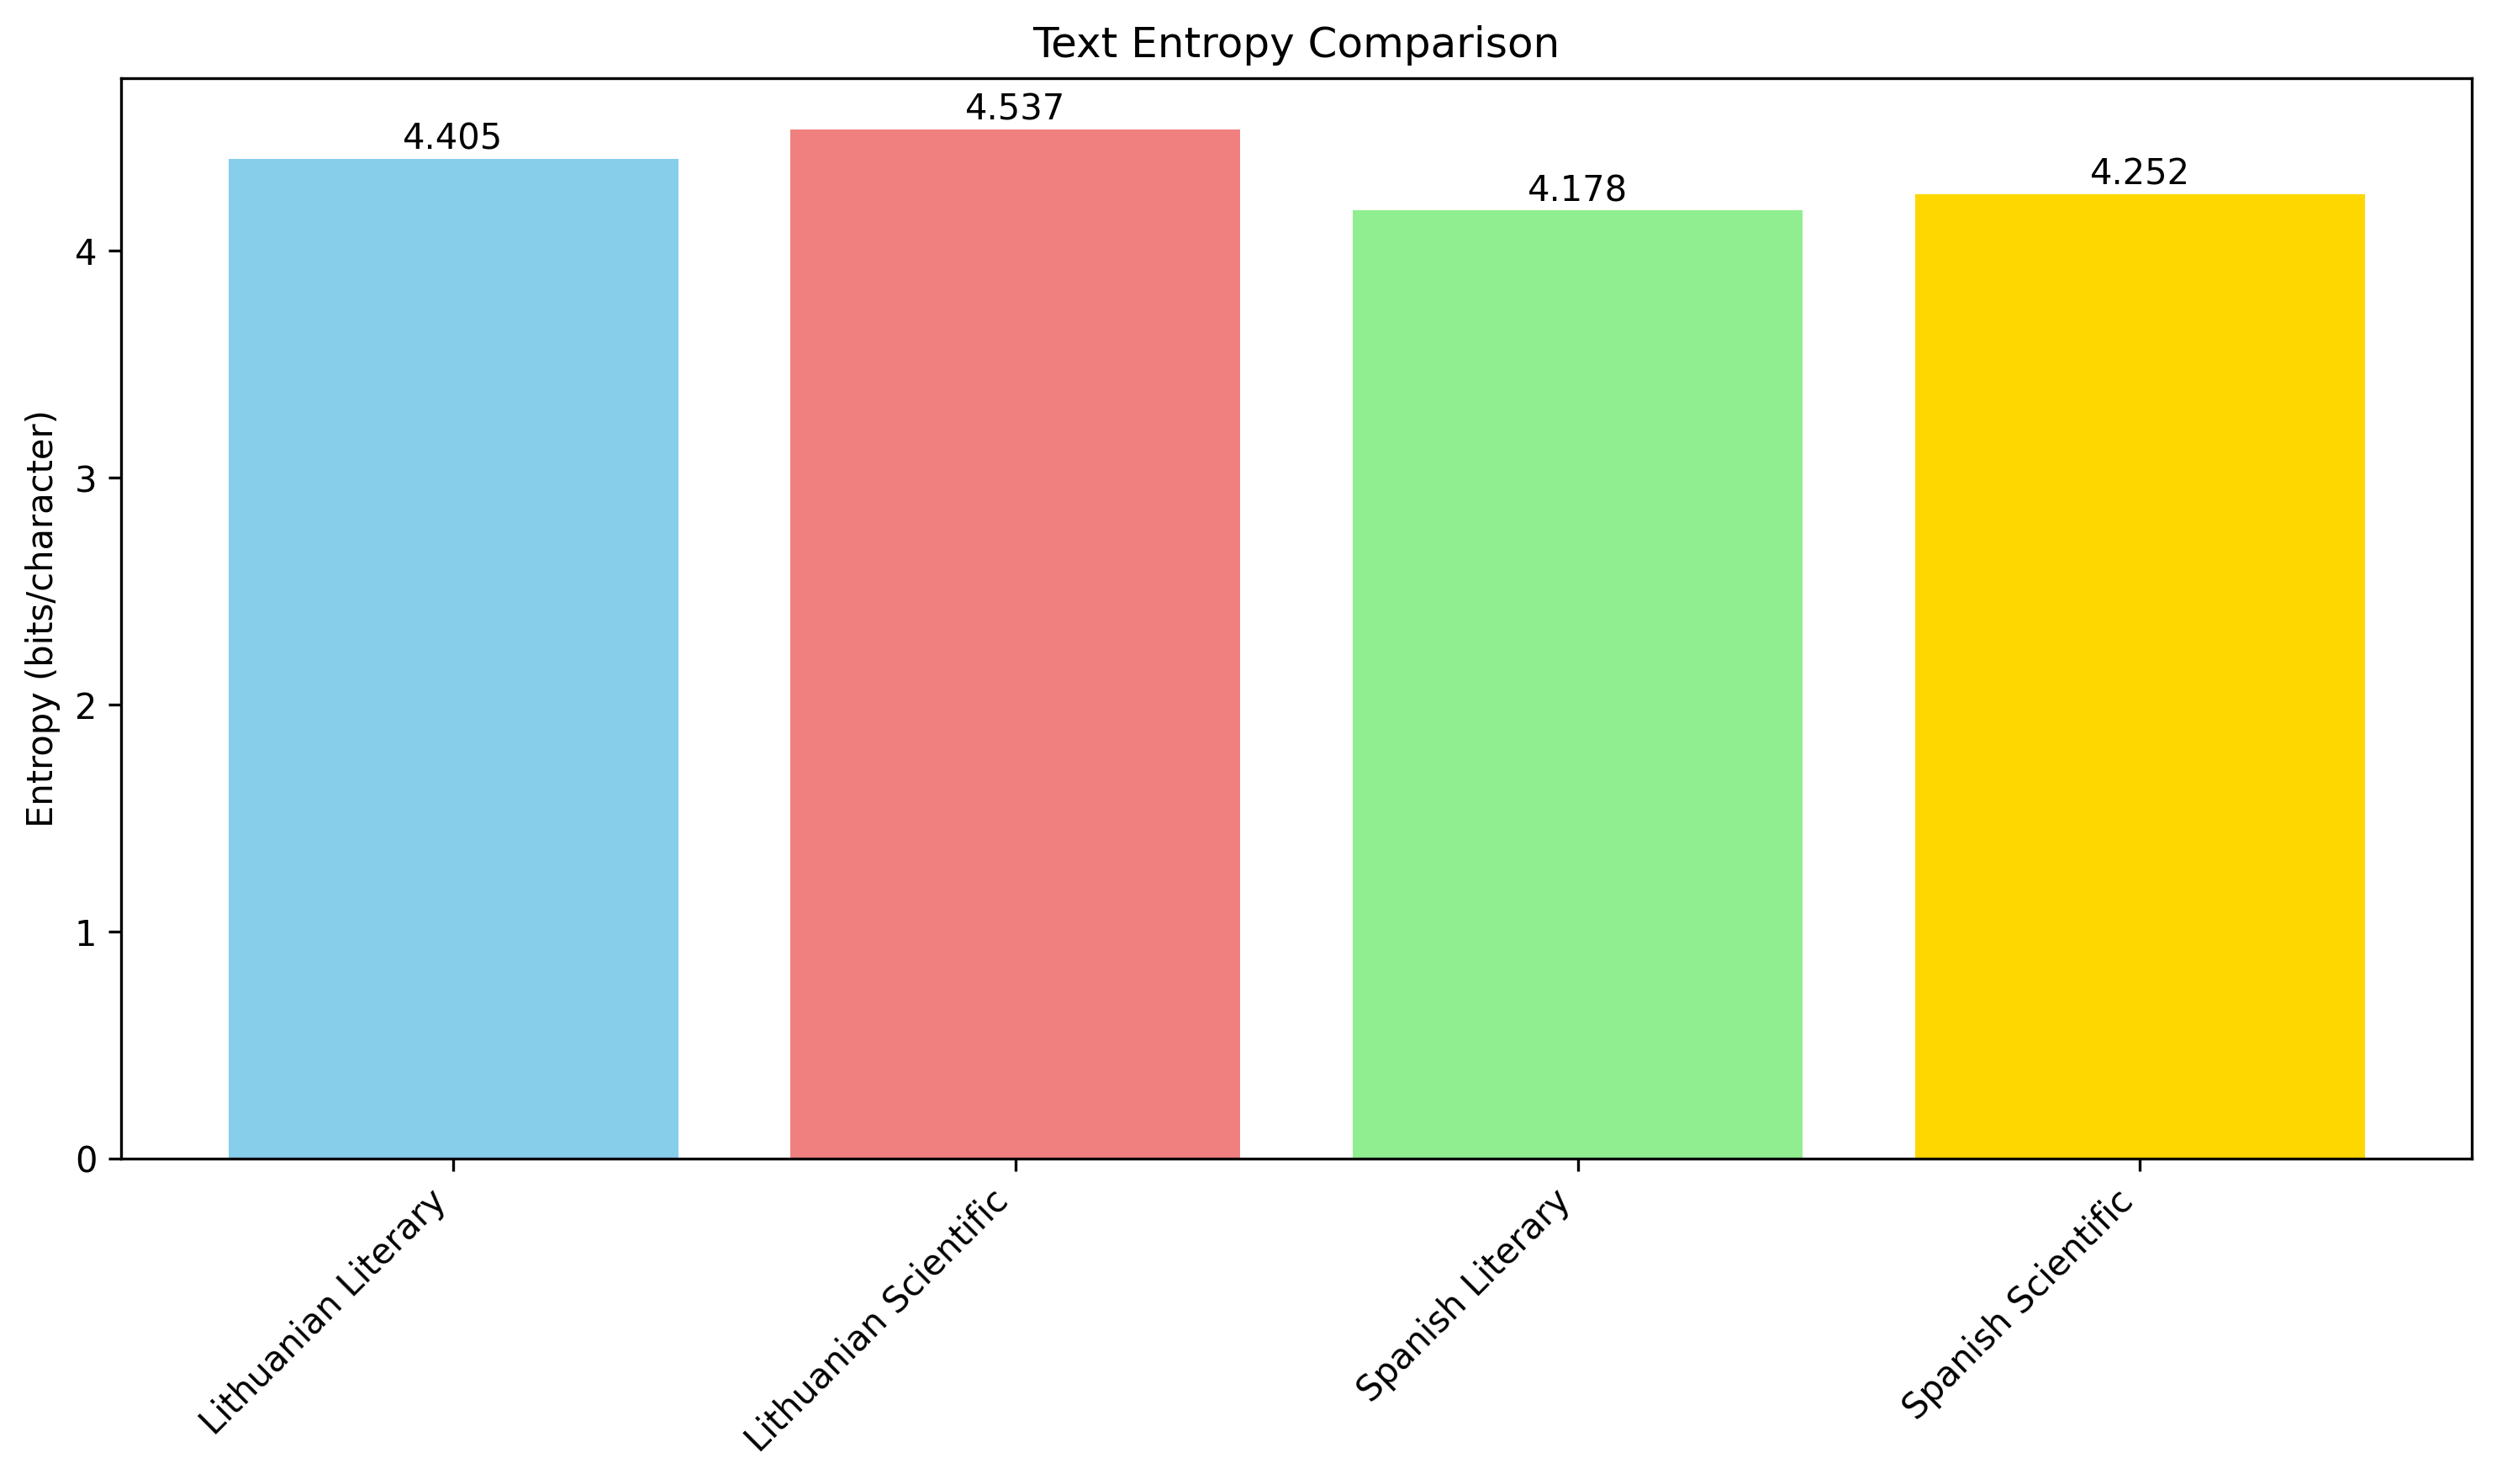 Text Entropy Comparison
4.405
4.537
4.178
4.252
Entropy (bits/character)
4
3
2
1
0
Lithuanian Literary
Lithuanian Scientific
Spanish Literary
Spanish Scientific